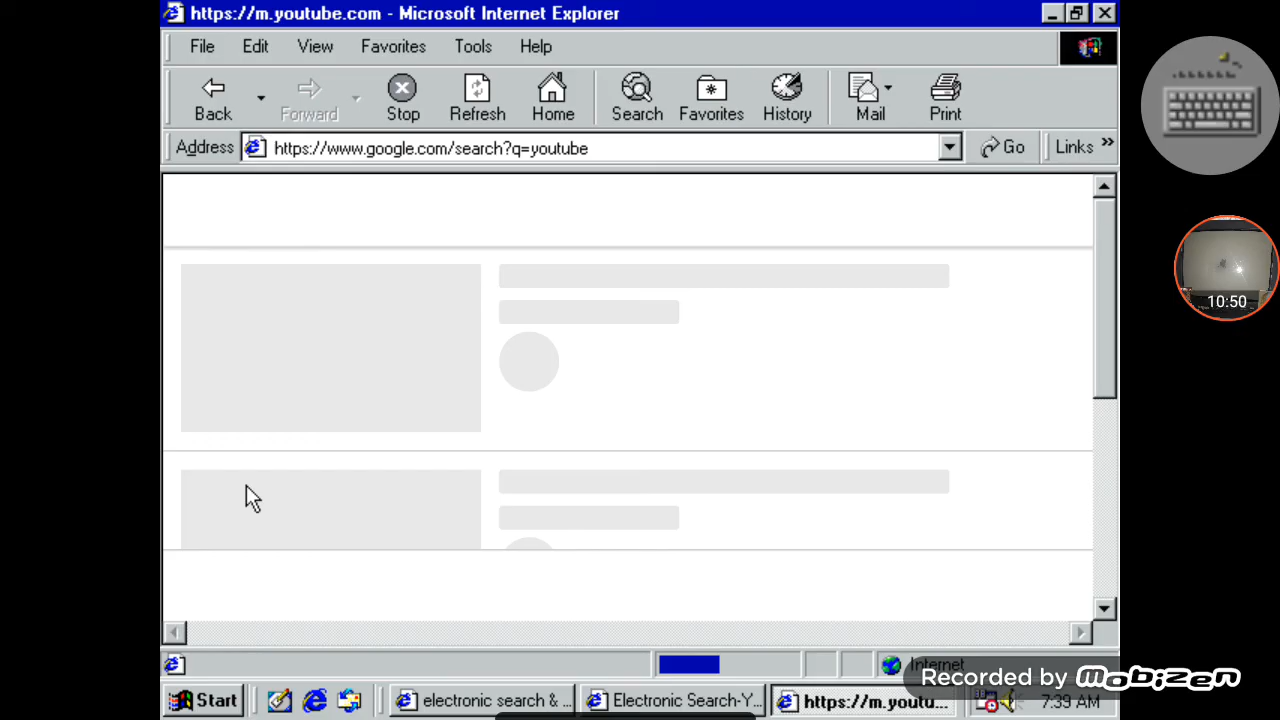 https://m.youtube.com - Microsoft Internet Explorer
File Edit View Favorites Tools Help
Back Forward Stop Refresh Home Search Favorites History Mail Print
Address https://www.google.com/search?q=youtube Go Links »
10:50
Internet
Recorded by mobizen
Start electronic search & ... Electronic Search-Y... https://m.youtu... 7:39 AM